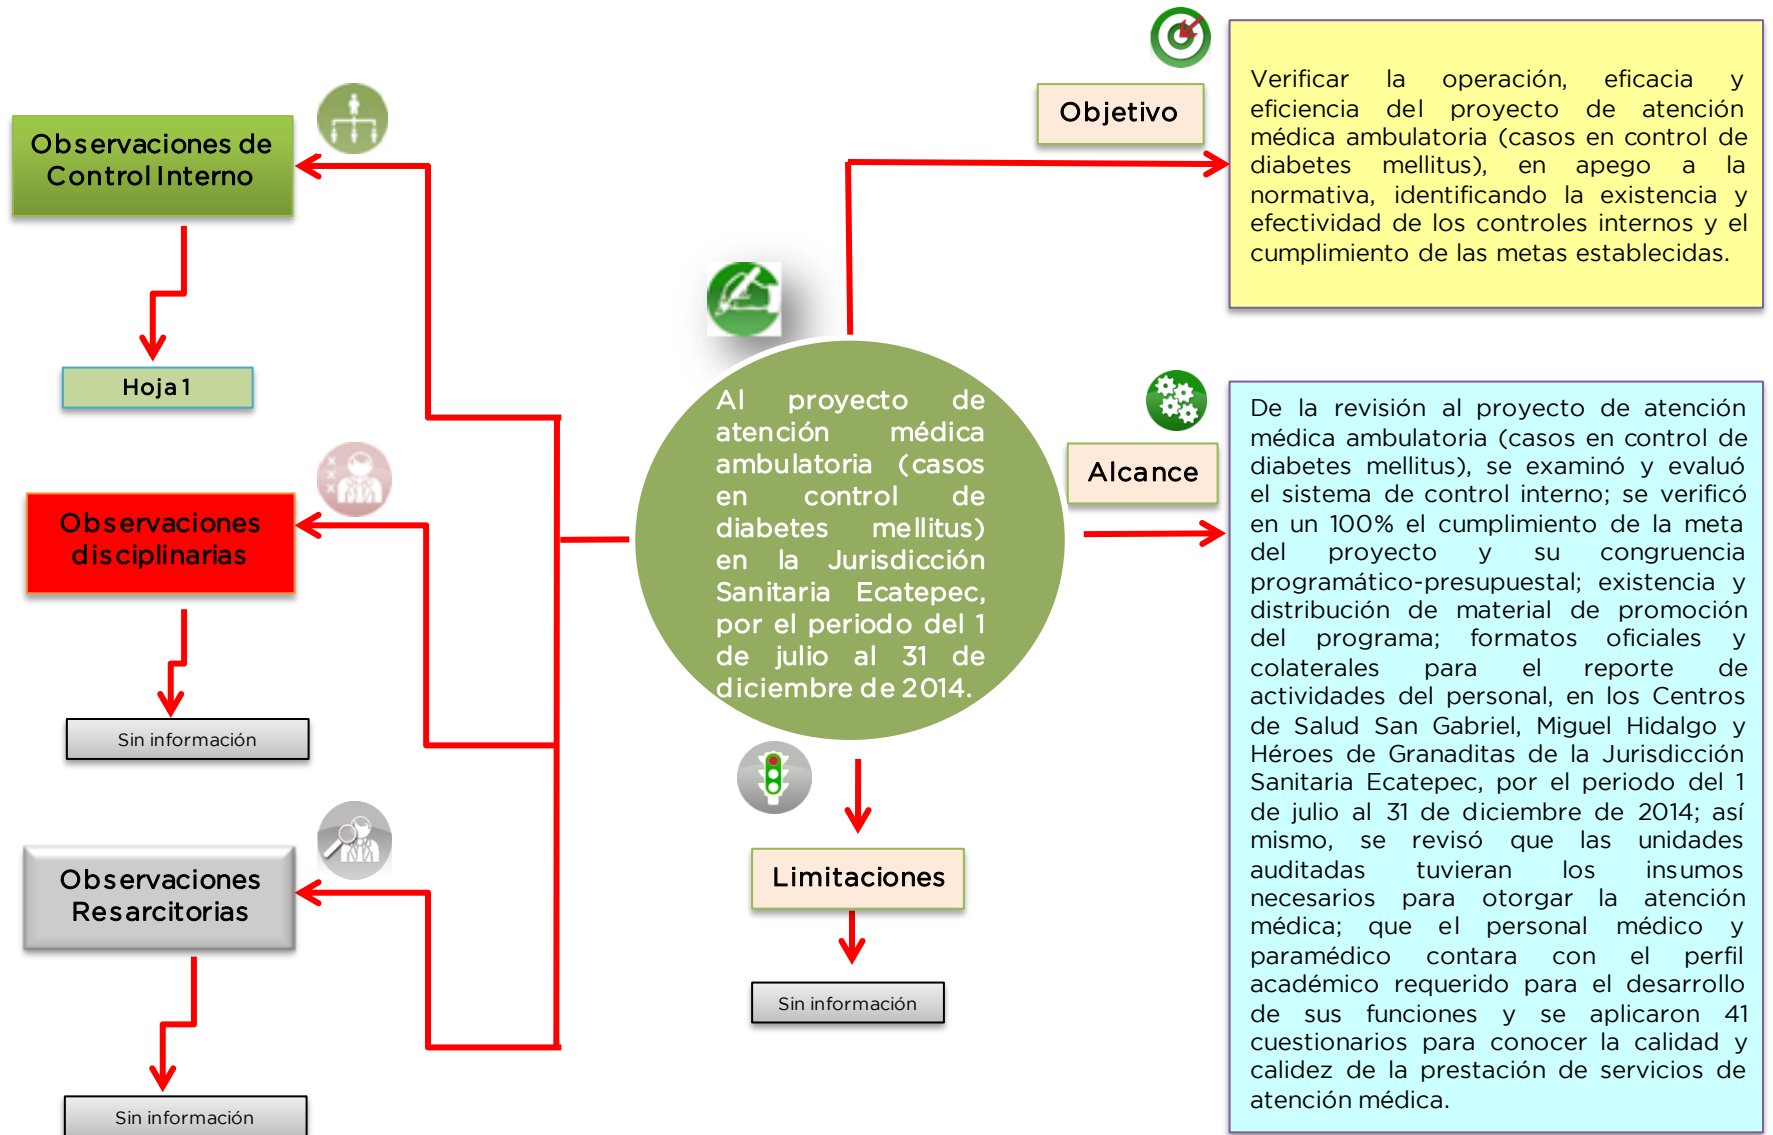 Observaciones de
Control Interno
Hoja 1
Observaciones
disciplinarias
Sin información
Observaciones
Resarcitorias
Sin información
Al proyecto de
atención médica
ambulatoria (casos
en control de
diabetes mellitus)
en la Jurisdicción
Sanitaria Ecatepec,
por el periodo del 1
de julio al 31 de
diciembre de 2014.
Limitaciones
Sin información
Objetivo
Verificar la operación, eficacia y
eficiencia del proyecto de atención
médica ambulatoria (casos en control de
diabetes mellitus), en apego a la
normativa, identificando la existencia y
efectividad de los controles internos y el
cumplimiento de las metas establecidas.
Alcance
De la revisión al proyecto de atención
médica ambulatoria (casos en control de
diabetes mellitus), se examinó y evaluó
el sistema de control interno; se verificó
en un 100% el cumplimiento de la meta
del proyecto y su congruencia
programático-presupuestal; existencia y
distribución de material de promoción
del programa; formatos oficiales y
colaterales para el reporte de
actividades del personal, en los Centros
de Salud San Gabriel, Miguel Hidalgo y
Héroes de Granaditas de la Jurisdicción
Sanitaria Ecatepec, por el periodo del 1
de julio al 31 de diciembre de 2014; así
mismo, se revisó que las unidades
auditadas tuvieran los insumos
necesarios para otorgar la atención
médica; que el personal médico y
paramédico contara con el perfil
académico requerido para el desarrollo
de sus funciones y se aplicaron 41
cuestionarios para conocer la calidad y
calidez de la prestación de servicios de
atención médica.